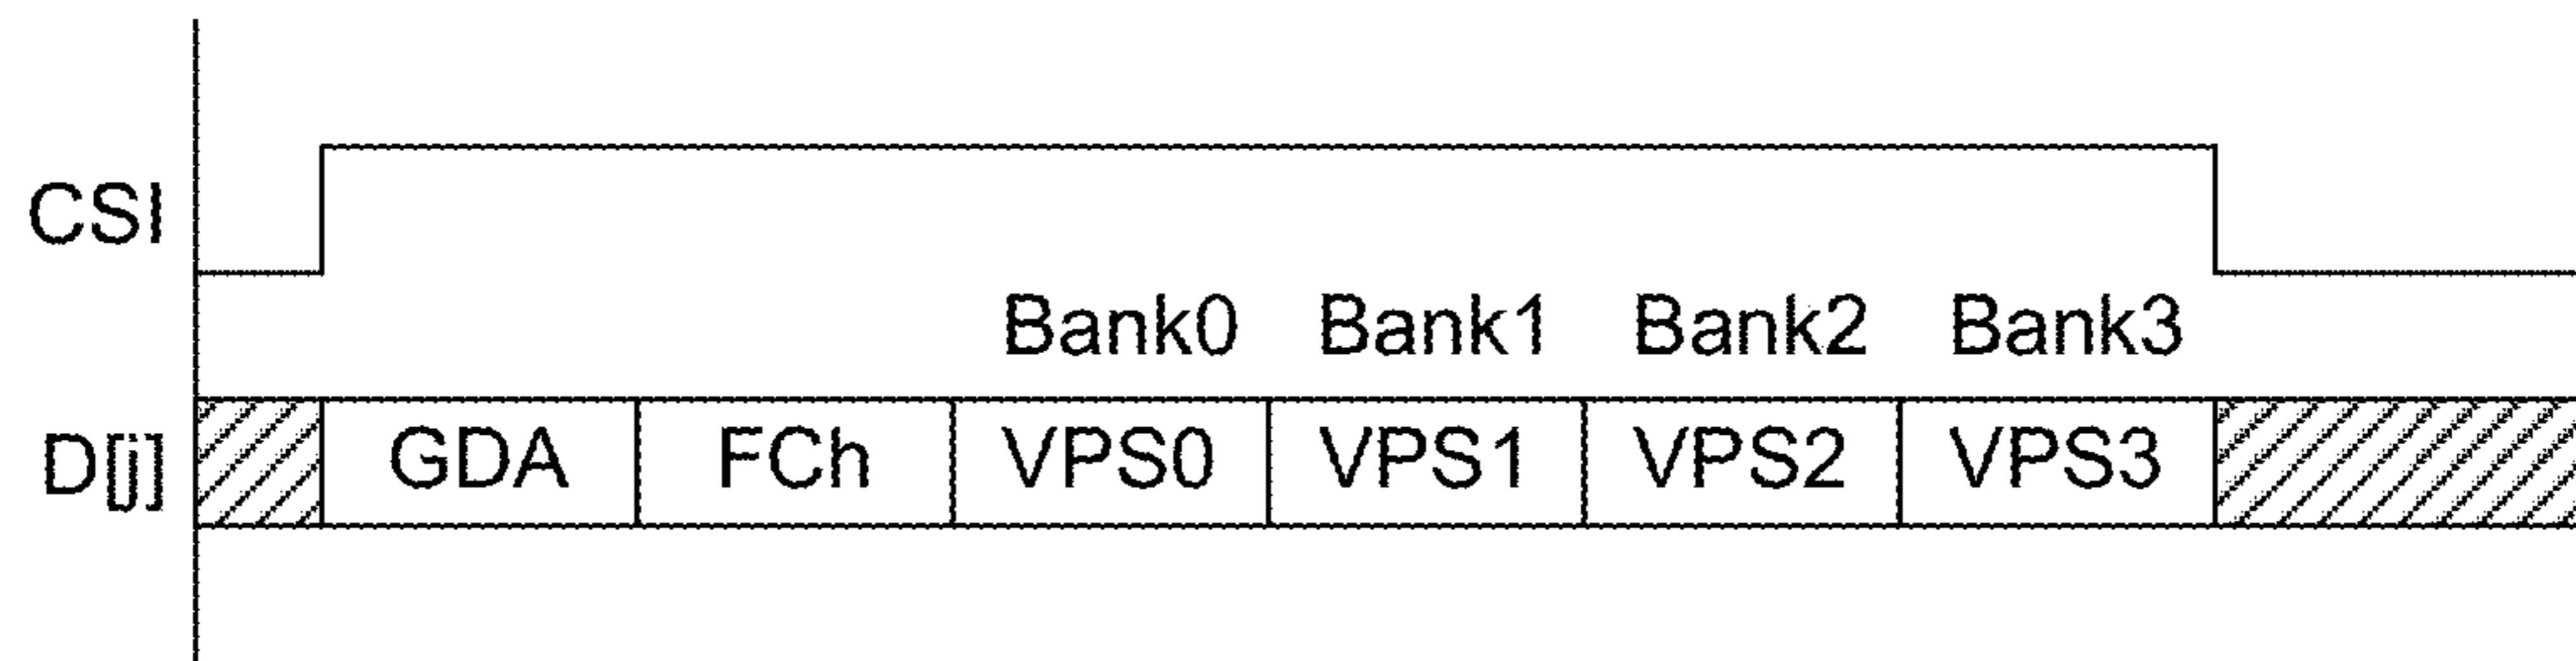 CSI
Bank0 Bank1 Bank2 Bank3
D[j] GDA FCh VPS0 VPS1 VPS2 VPS3